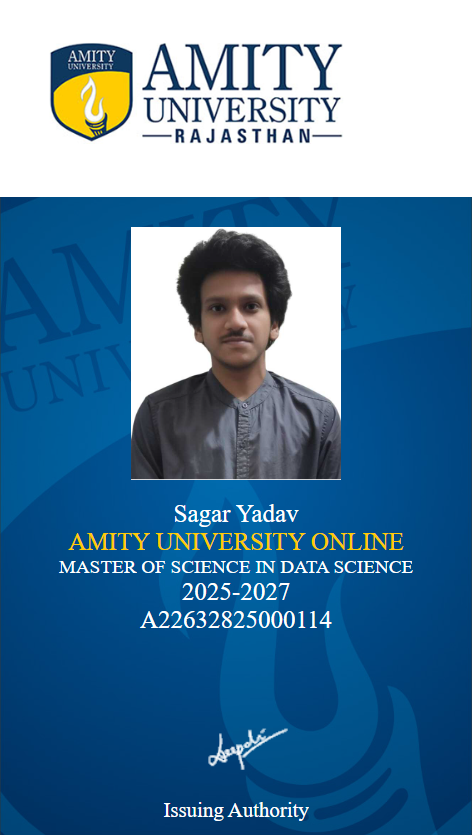 AMITY
UNIVERSITY
AMITY
UNIVERSITY
RAJASTHAN
Sagar Yadav
AMITY UNIVERSITY ONLINE
MASTER OF SCIENCE IN DATA SCIENCE
2025-2027
A22632825000114
Issuing Authority